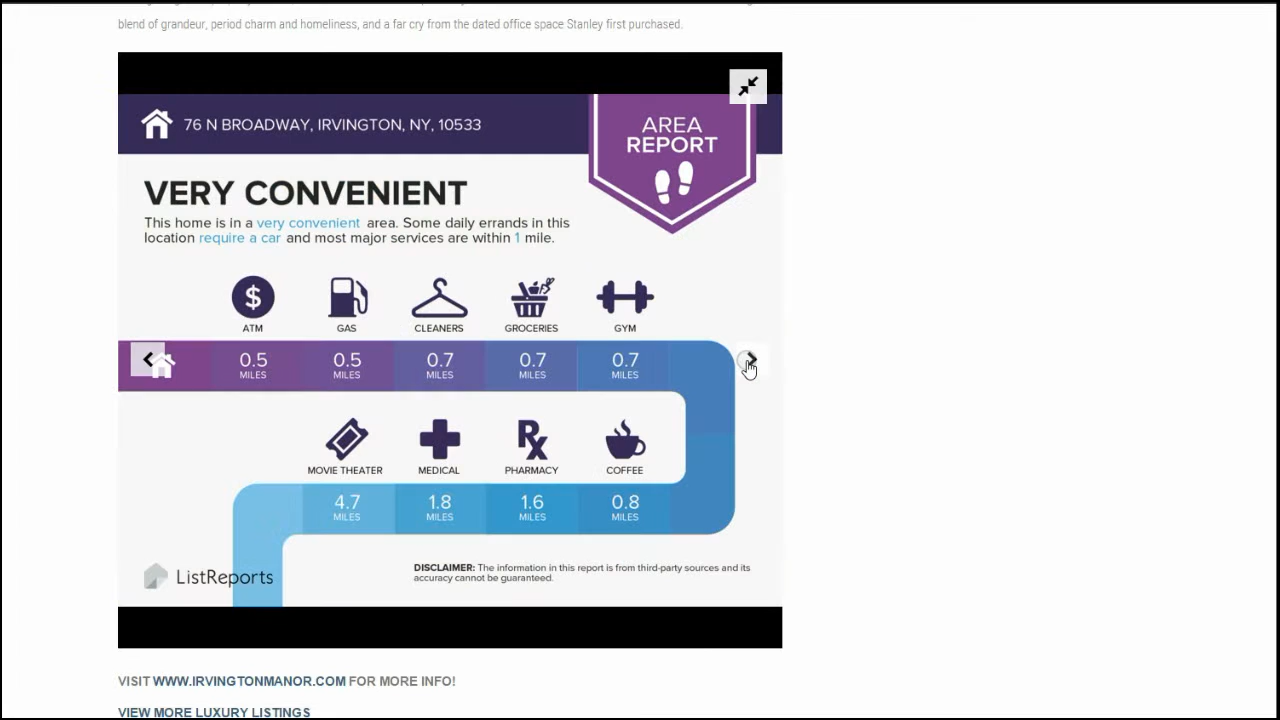 blend of grandeur, period charm and homeliness, and a far cry from the dated office space Stanley first purchased.
76 N BROADWAY, IRVINGTON, NY, 10533
AREA
REPORT
VERY CONVENIENT
This home is in a very convenient area. Some daily errands in this
location require a car and most major services are within 1 mile.
$
ATM GAS CLEANERS GROCERIES GYM
0.5 0.5 0.7 0.7 0.7
MILES MILES MILES MILES MILES
Rx
MOVIE THEATER MEDICAL PHARMACY COFFEE
4.7 1.8 1.6 0.8
MILES MILES MILES MILES
ListReports
DISCLAIMER: The information in this report is from third-party sources and its
accuracy cannot be guaranteed.
VISIT WWW.IRVINGTONMANOR.COM FOR MORE INFO!
VIEW MORE LUXURY LISTINGS